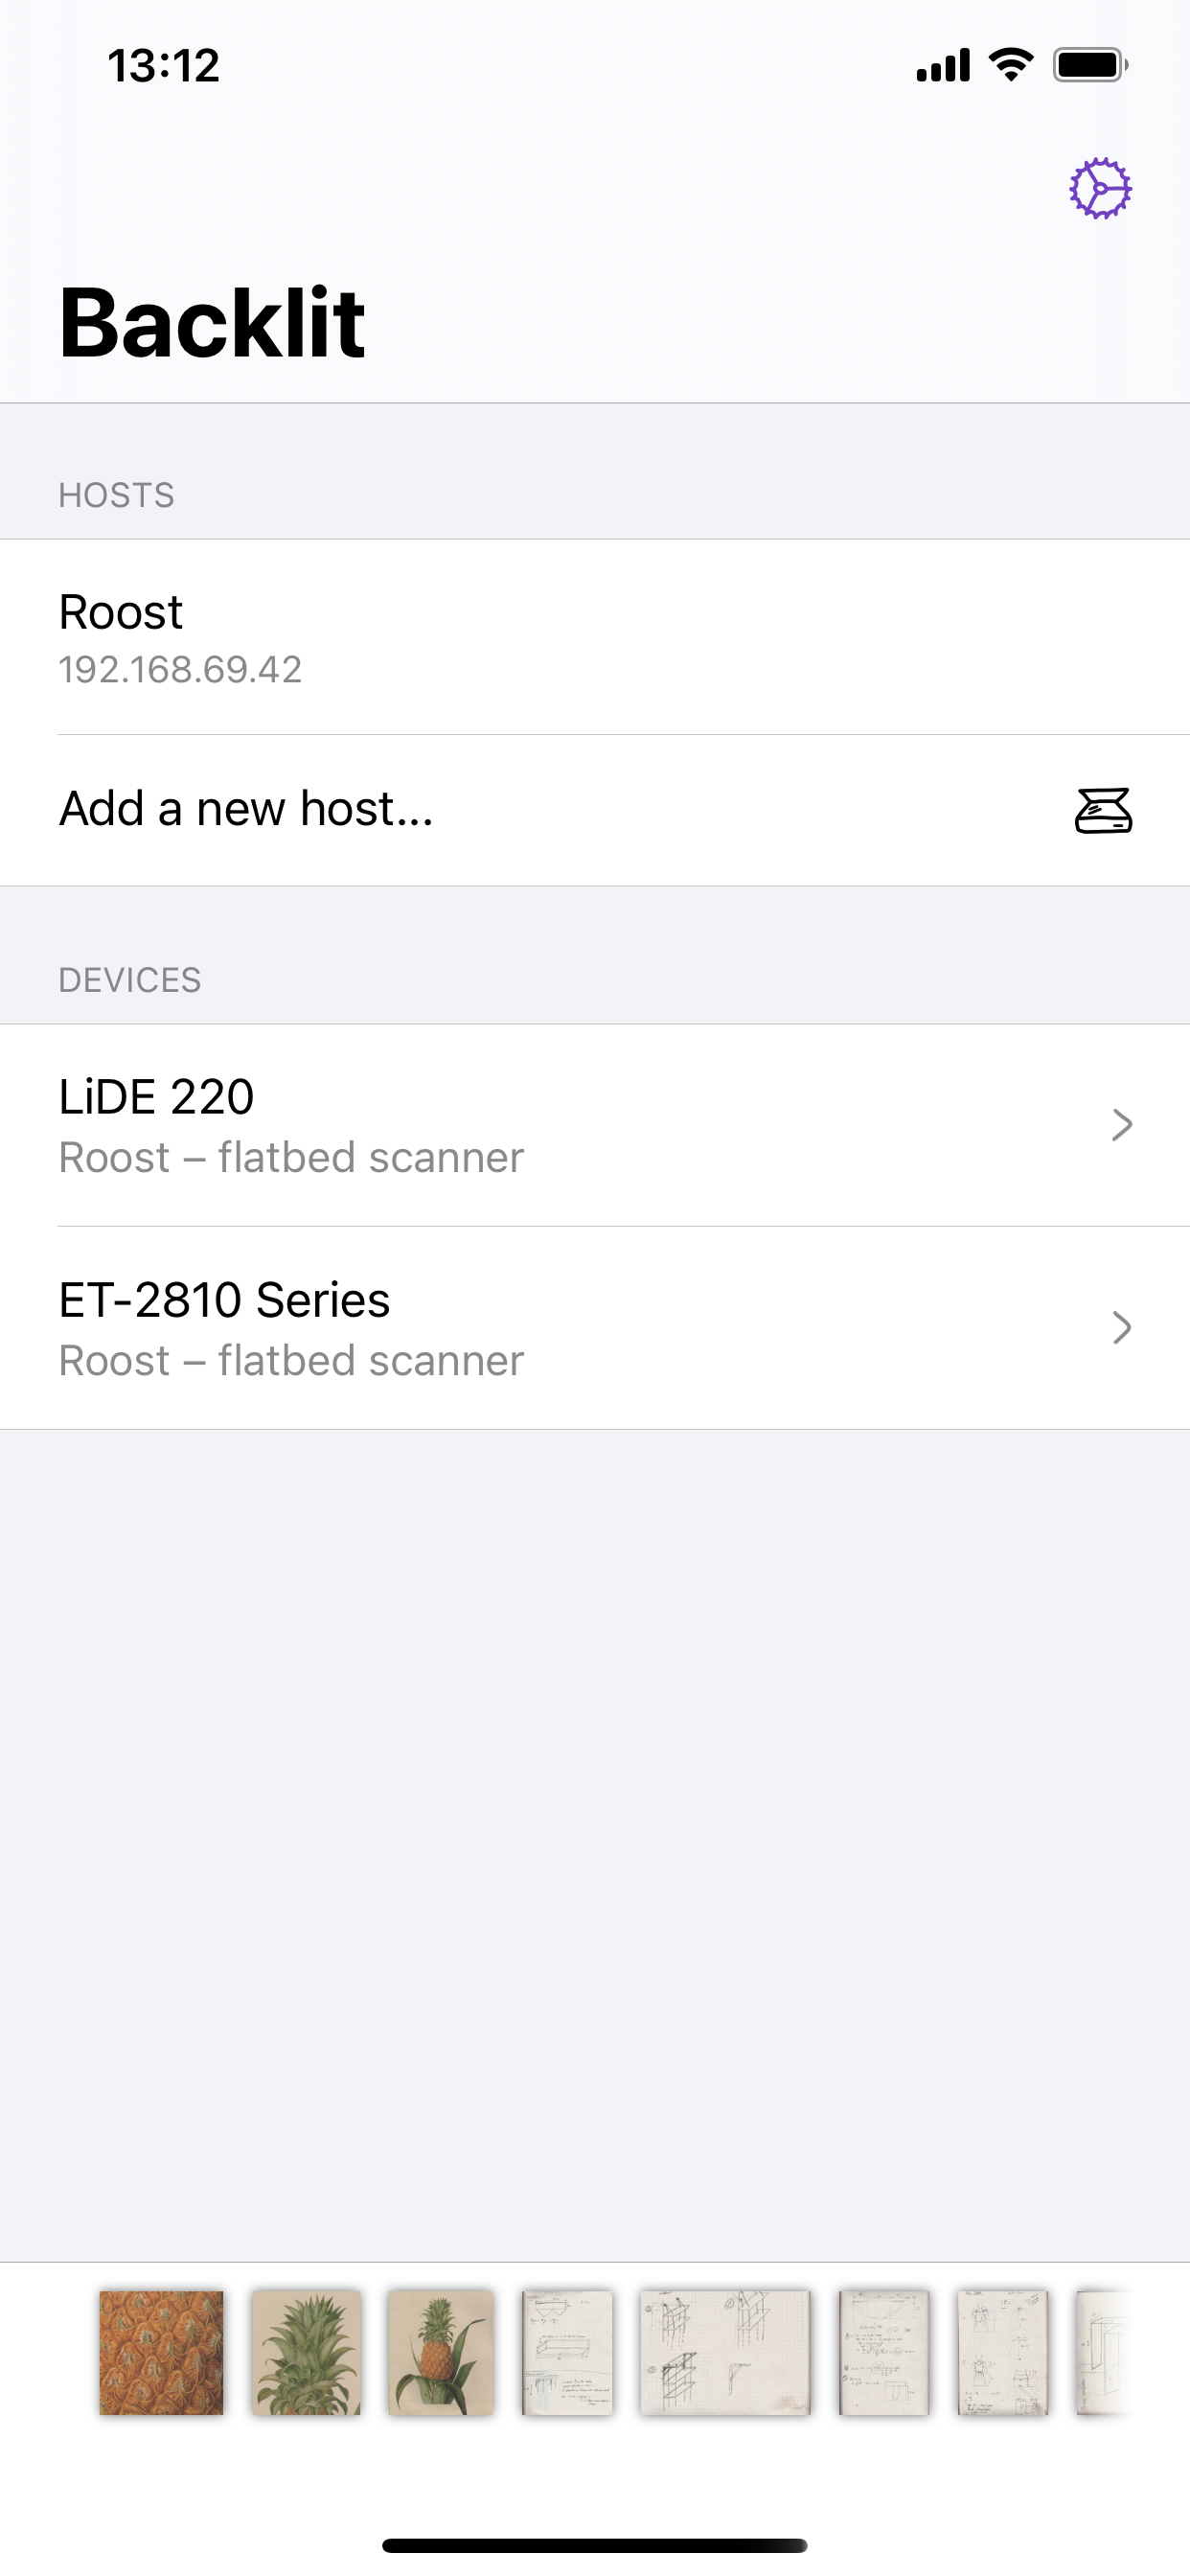 13:12
Backlit
HOSTS
Roost
192.168.69.42
Add a new host...
DEVICES
LiDE 220
Roost – flatbed scanner
ET-2810 Series
Roost – flatbed scanner